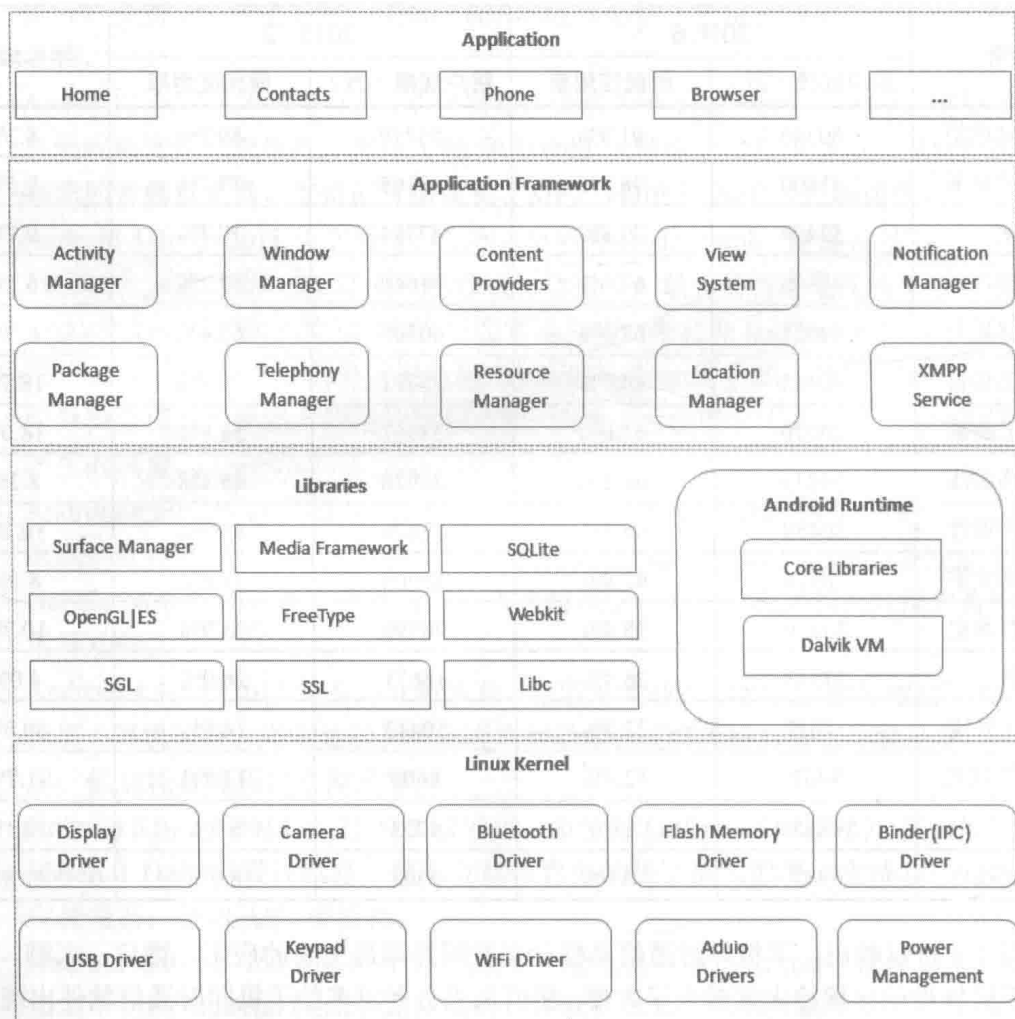 Application
Home
Contacts
Phone
Browser
...
Application Framework
Activity
Manager
Window
Manager
Content
Providers
View
System
Notification
Manager
Package
Manager
Telephony
Manager
Resource
Manager
Location
Manager
XMPP
Service
Libraries
Surface Manager
Media Framework
SQLite
OpenGL|ES
FreeType
Webkit
SGL
SSL
Libc
Android Runtime
Core Libraries
Dalvik VM
Linux Kernel
Display
Driver
Camera
Driver
Bluetooth
Driver
Flash Memory
Driver
Binder(IPC)
Driver
USB Driver
Keypad
Driver
WiFi Driver
Aduio
Drivers
Power
Management